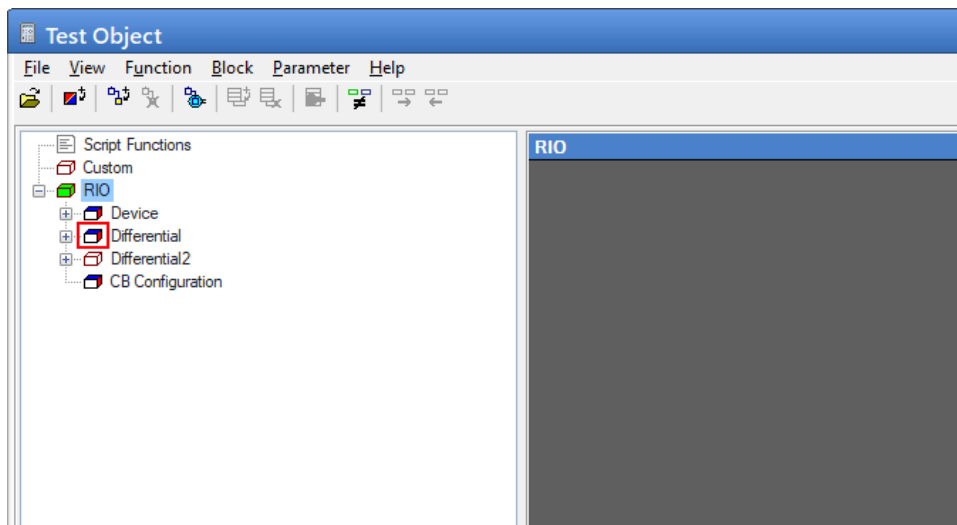 Test Object
File View Function Block Parameter Help
Script Functions
Custom
RIO
Device
Differential
Differential2
CB Configuration
RIO